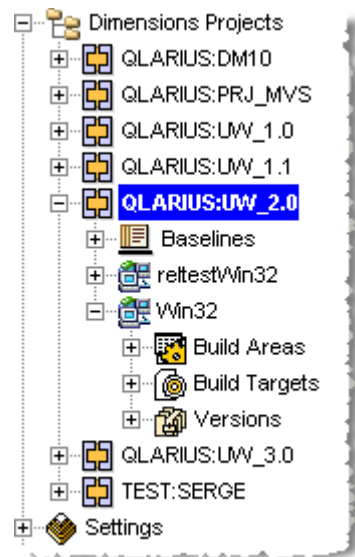 Dimensions Projects
QLARIUS:DM10
QLARIUS:PRJ_MVS
QLARIUS:UW_1.0
QLARIUS:UW_1.1
QLARIUS:UW_2.0
Baselines
reltestWin32
Win32
Build Areas
Build Targets
Versions
QLARIUS:UW_3.0
TEST:SERGE
Settings